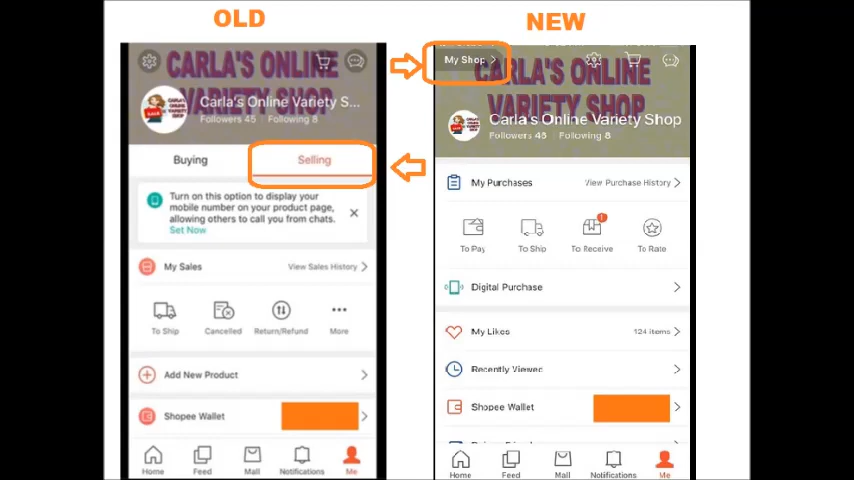 OLD
NEW
CARLA'S ONLINE
VARIETY SHOP
Carla's Online Variety S...
Followers 45 Following 8
Buying
Selling
Turn on this option to display your
mobile number on your product page,
allowing others to call you from chats.
Set Now
My Sales
View Sales History
To Ship
Cancelled
Return/Refund
More
Add New Product
Shopee Wallet
Home
Feed
Mall
Notifications
Me
My Shop
CARLA'S ONLINE
VARIETY SHOP
Carla's Online Variety Shop
Followers 45 Following 8
My Purchases
View Purchase History
To Pay
To Ship
To Receive
1
To Rate
Digital Purchase
My Likes
124 items
Recently Viewed
Shopee Wallet
Home
Feed
Mall
Notifications
Me